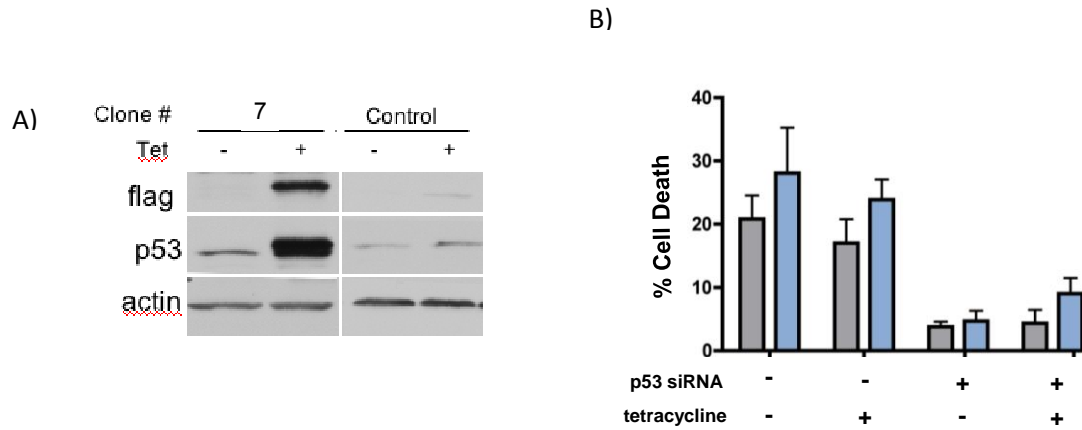 A)
Clone # 7 Control
Tet - + - +
flag
p53
actin
B)
% Cell Death
40
30
20
10
0
p53 siRNA - - + +
tetracycline - + - +